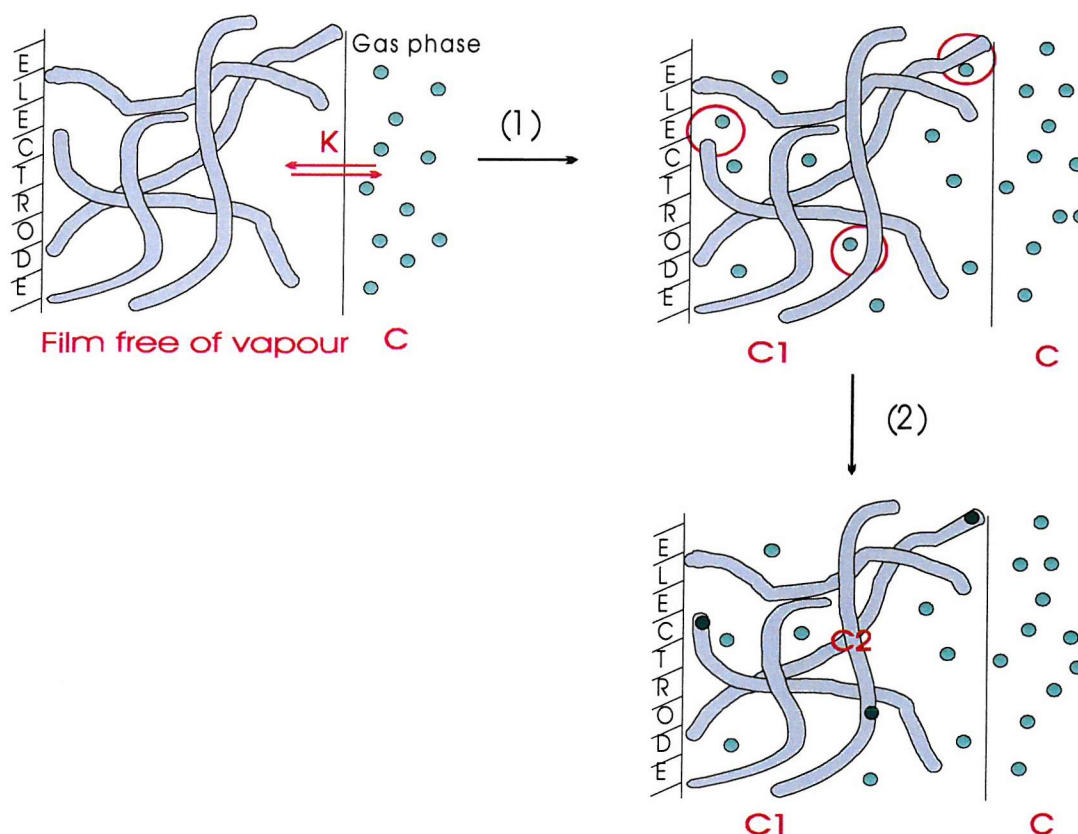 ELECTRODE
Gas phase
K
Film free of vapour
C
(1)
ELECTRODE
C1
C
(2)
ELECTRODE
C2
C1
C